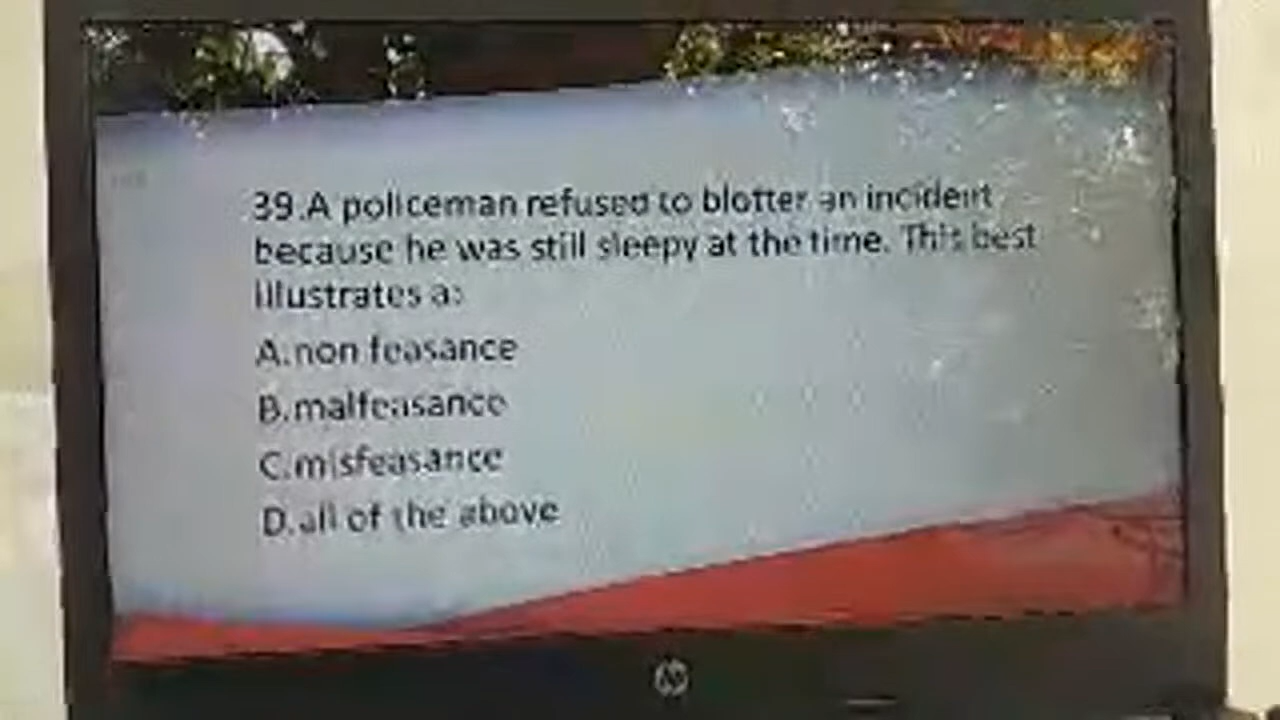 39.A policeman refused to blotter an incident
because he was still sleepy at the time. This best
illustrates a:
A.non feasance
B.malfeasance
C.misfeasance
D.all of the above
hp